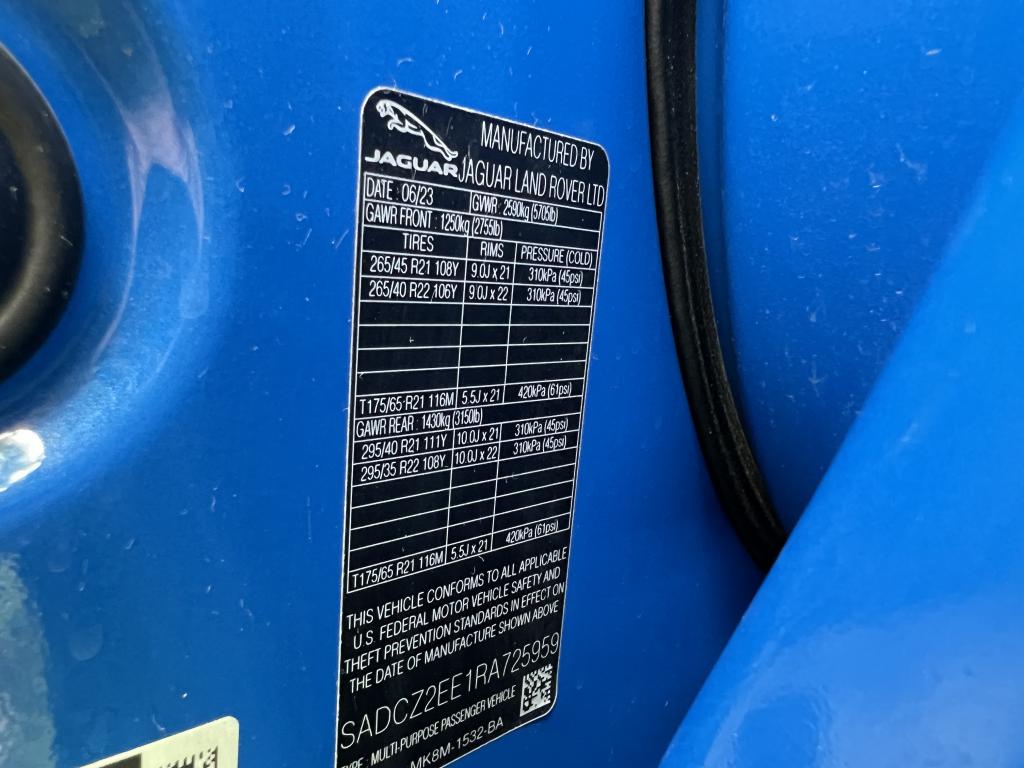 JAGUAR
MANUFACTURED BY
JAGUAR LAND ROVER LTD
DATE : 06/23 GVWR : 2590kg (5705lb)
GAWR FRONT : 1250kg (2755lb)
TIRES RIMS PRESSURE (COLD)
265/45 R21 108Y 9.0J x 21 310kPa (45psi)
265/40 R22 106Y 9.0J x 22 310kPa (45psi)
T175/65 R21 116M 5.5J x 21 420kPa (61psi)
GAWR REAR : 1430kg (3150lb)
295/40 R21 111Y 10.0J x 21 310kPa (45psi)
295/35 R22 108Y 10.0J x 22 310kPa (45psi)
T175/65 R21 116M 5.5J x 21 420kPa (61psi)
THIS VEHICLE CONFORMS TO ALL APPLICABLE
U.S. FEDERAL MOTOR VEHICLE SAFETY AND
THEFT PREVENTION STANDARDS IN EFFECT ON
THE DATE OF MANUFACTURE SHOWN ABOVE
SADCZ2EE1RA725959
TYPE : MULTI-PURPOSE PASSENGER VEHICLE
MK8M-1532-BA